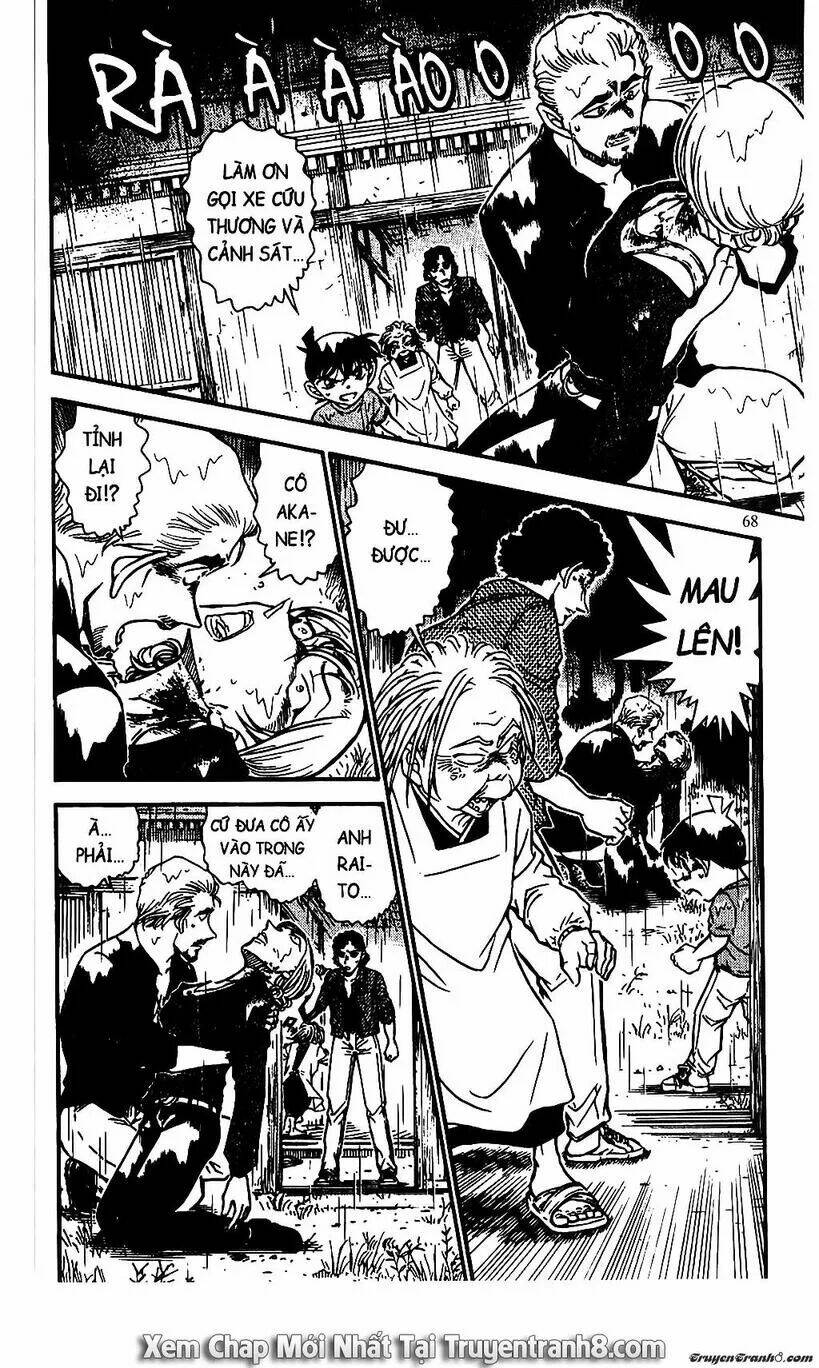 RÀ À À ÀO O O O O
LÀM ƠN
GỌI XE CỨU
THƯƠNG VÀ
CẢNH SÁT...
TỈNH
LẠI
ĐI!?
CÔ
AKA-
NE!?
ĐƯ...
ĐƯỢC...
68
MAU
LÊN!
À...
PHẢI...
CỨ ĐƯA CÔ ẤY
VÀO TRONG
NÀY ĐÃ...
ANH
RAI-
TO...
Xem Chap Mới Nhất Tại Truyentranh8.com
TruyenTranh8.com